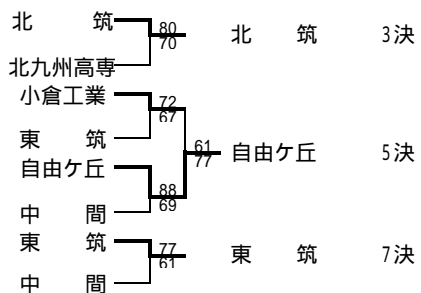 北　　筑
80
70
北　　筑　　3決
北九州高専
小倉工業
72
67
東　　筑
61
77
自由ケ丘　　5決
自由ケ丘
88
69
中　　間
東　　筑
77
61
東　　筑　　7決
中　　間